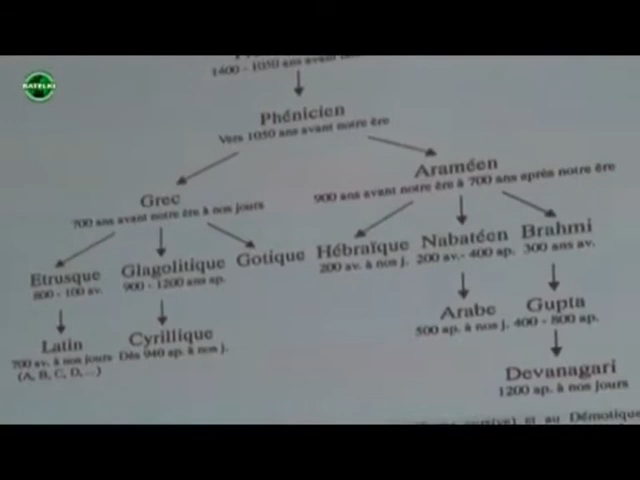 BATELKI
1400 - 1050 ans avant
Phénicien
Vers 1050 ans avant notre ère
Araméen
900 ans avant notre ère à 700 ans après notre ère
Grec
700 ans avant notre ère à nos jours
Etrusque
800 - 100 av.
Glagolitique
900 - 1200 ans ap.
Gotique
Hébraïque
200 av. à nos j.
Nabatéen
200 av. - 400 ap.
Brahmi
300 ans av.
Latin
700 av. à nos jours
(A, B, C, D, ...)
Cyrillique
Dès 940 ap. à nos j.
Arabe
500 ap. à nos j.
Gupta
400 - 800 ap.
Devanagari
1200 ap. à nos jours
et au Démotique